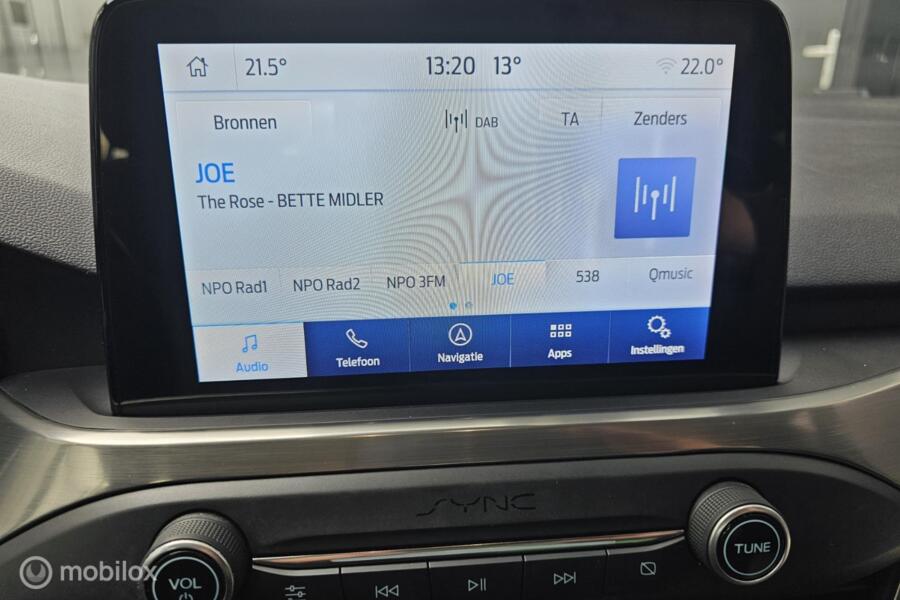 21.5° 13:20 13° 22.0°
Bronnen DAB TA Zenders
JOE
The Rose - BETTE MIDLER
NPO Rad1 NPO Rad2 NPO 3FM JOE 538 Qmusic
Audio Telefoon Navigatie Apps Instellingen
SYNC
VOL TUNE
mobilox